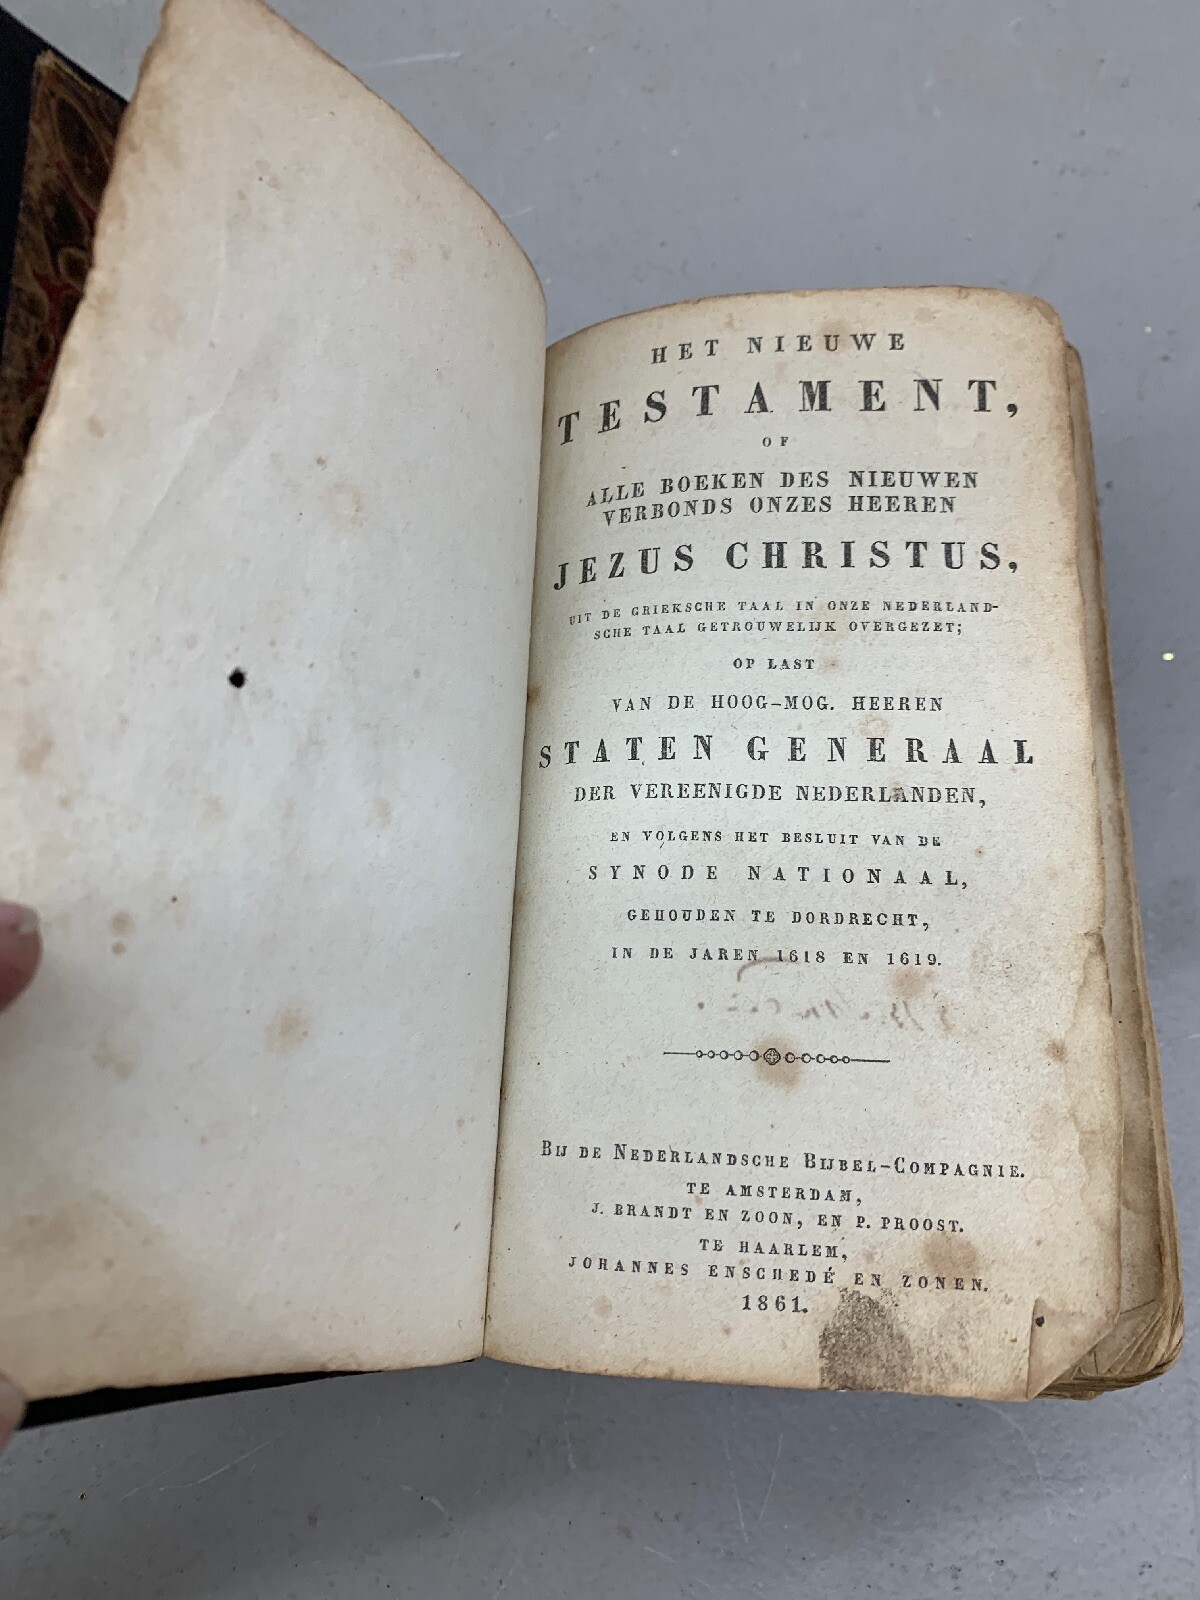 HET NIEUWE
TESTAMENT,
OF
ALLE BOEKEN DES NIEUWEN
VERBONDS ONZES HEEREN
JEZUS CHRISTUS,
UIT DE GRIEKSCHE TAAL IN ONZE NEDERLAND-
SCHE TAAL GETROUWELIJK OVERGEZET;
OP LAST
VAN DE HOOG-MOG. HEEREN
STATEN GENERAAL
DER VEREENIGDE NEDERLANDEN,
EN VOLGENS HET BESLUIT VAN DE
SYNODE NATIONAAL,
GEHOUDEN TE DORDRECHT,
IN DE JAREN 1618 EN 1619.
BIJ DE NEDERLANDSCHE BIJBEL-COMPAGNIE.
TE AMSTERDAM,
J. BRANDT EN ZOON, EN P. PROOST.
TE HAARLEM,
JOHANNES ENSCHEDÉ EN ZONEN.
1861.